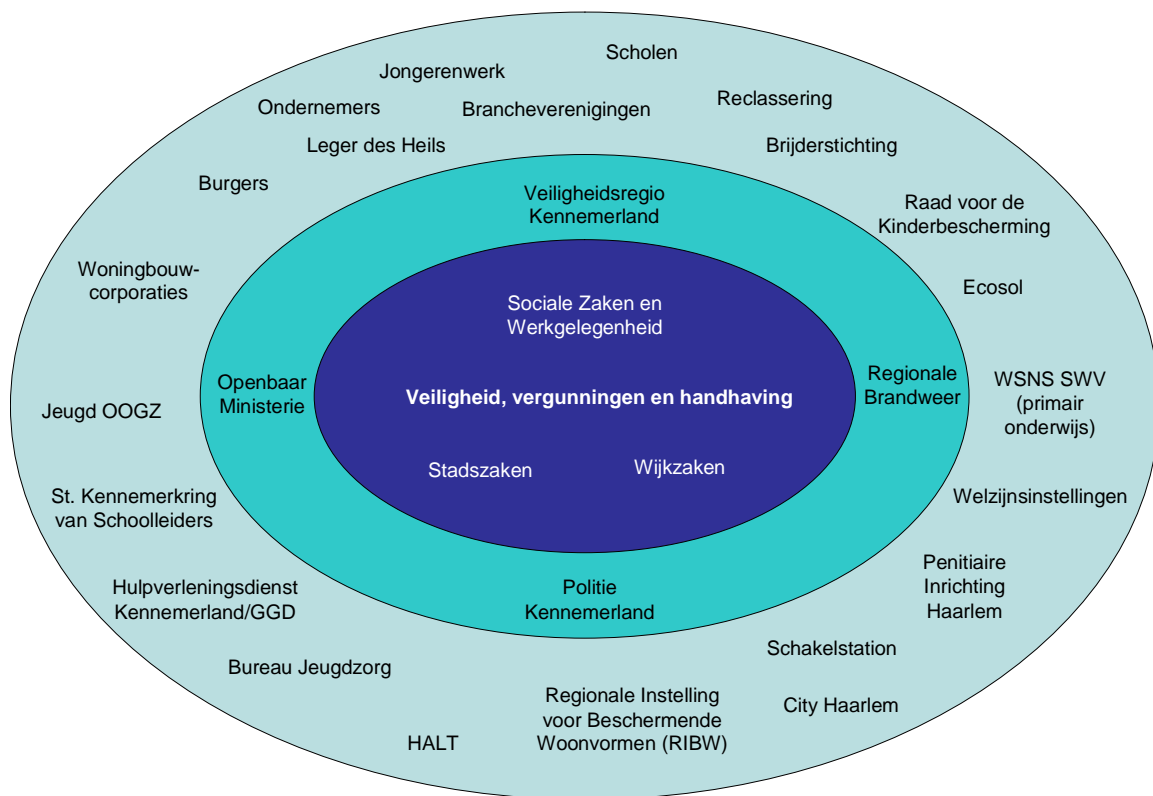 Scholen
Jongerenwerk
Reclassering
Ondernemers
Brancheverenigingen
Leger des Heils
Brijderstichting
Burgers
Veiligheidsregio
Kennemerland
Raad voor de
Kinderbescherming
Woningbouw-
corporaties
Ecosol
Sociale Zaken en
Werkgelegenheid
Openbaar
Ministerie
Regionale
Brandweer
WSNS SWV
(primair
onderwijs)
Veiligheid, vergunningen en handhaving
Jeugd OOGZ
Stadszaken
Wijkzaken
St. Kennemerkring
van Schoolleiders
Welzijnsinstellingen
Hulpverleningsdienst
Kennemerland/GGD
Politie
Kennemerland
Penitiaire
Inrichting
Haarlem
Bureau Jeugdzorg
Schakelstation
Regionale Instelling
voor Beschermende
Woonvormen (RIBW)
City Haarlem
HALT